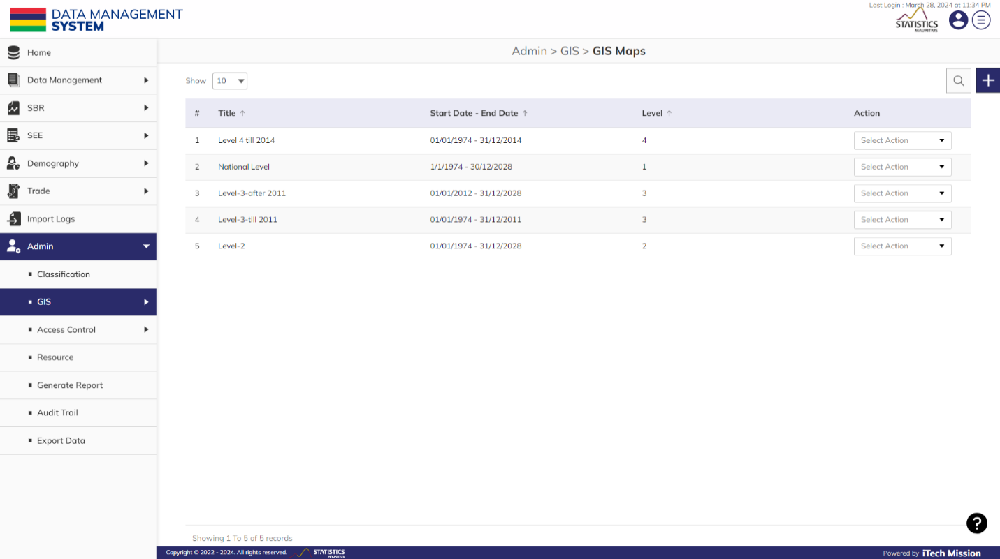 Last Login : March 28, 2024 at 11:34 PM
DATA MANAGEMENT
SYSTEM
STATISTICS
MAURITIUS
Home
Data Management
SBR
SEE
Demography
Trade
Import Logs
Admin
Classification
GIS
Access Control
Resource
Generate Report
Audit Trail
Export Data
Admin > GIS > GIS Maps
Show 10
# Title ↑ Start Date - End Date ↑ Level ↑ Action
1 Level 4 till 2014 01/01/1974 - 31/12/2014 4 Select Action
2 National Level 1/1/1974 - 30/12/2028 1 Select Action
3 Level-3-after 2011 01/01/2012 - 31/12/2028 3 Select Action
4 Level-3-till 2011 01/01/1974 - 31/12/2011 3 Select Action
5 Level-2 01/01/1974 - 31/12/2028 2 Select Action
?
Showing 1 To 5 of 5 records
Copyright © 2022 - 2024. All rights reserved. STATISTICS
MAURITIUS
Powered by iTech Mission